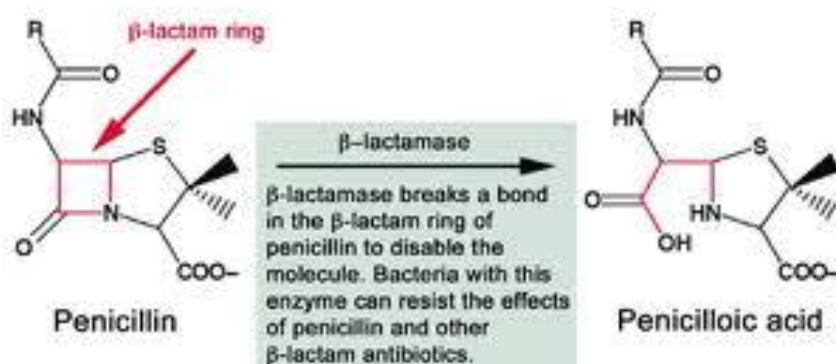 β-lactam ring
R
O
HN
S
N
O
COO–
Penicillin
β–lactamase
β-lactamase breaks a bond
in the β-lactam ring of
penicillin to disable the
molecule. Bacteria with this
enzyme can resist the effects
of penicillin and other
β-lactam antibiotics.
R
O
HN
S
O
HN
OH
COO–
Penicilloic acid